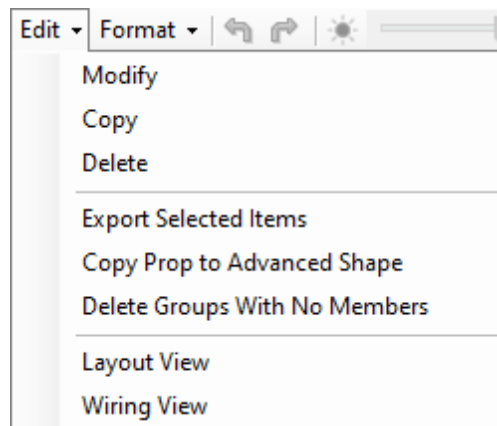 Edit Format
Modify
Copy
Delete
Export Selected Items
Copy Prop to Advanced Shape
Delete Groups With No Members
Layout View
Wiring View